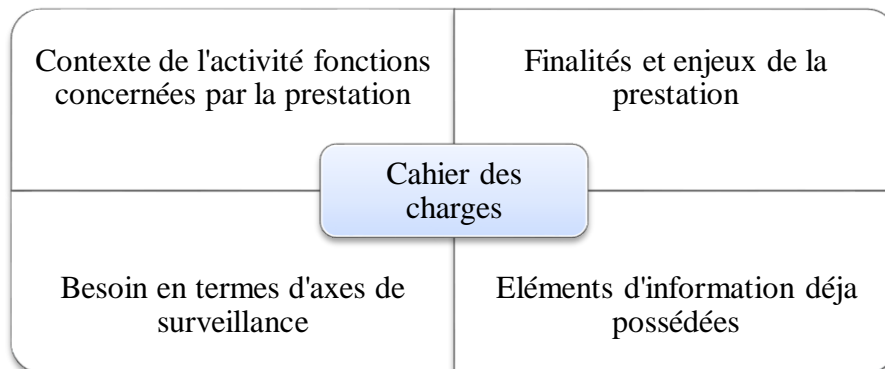 Contexte de l'activité fonctions
concernées par la prestation
Finalités et enjeux de la
prestation
Cahier des
charges
Besoin en termes d'axes de
surveillance
Eléments d'information déja
possédées